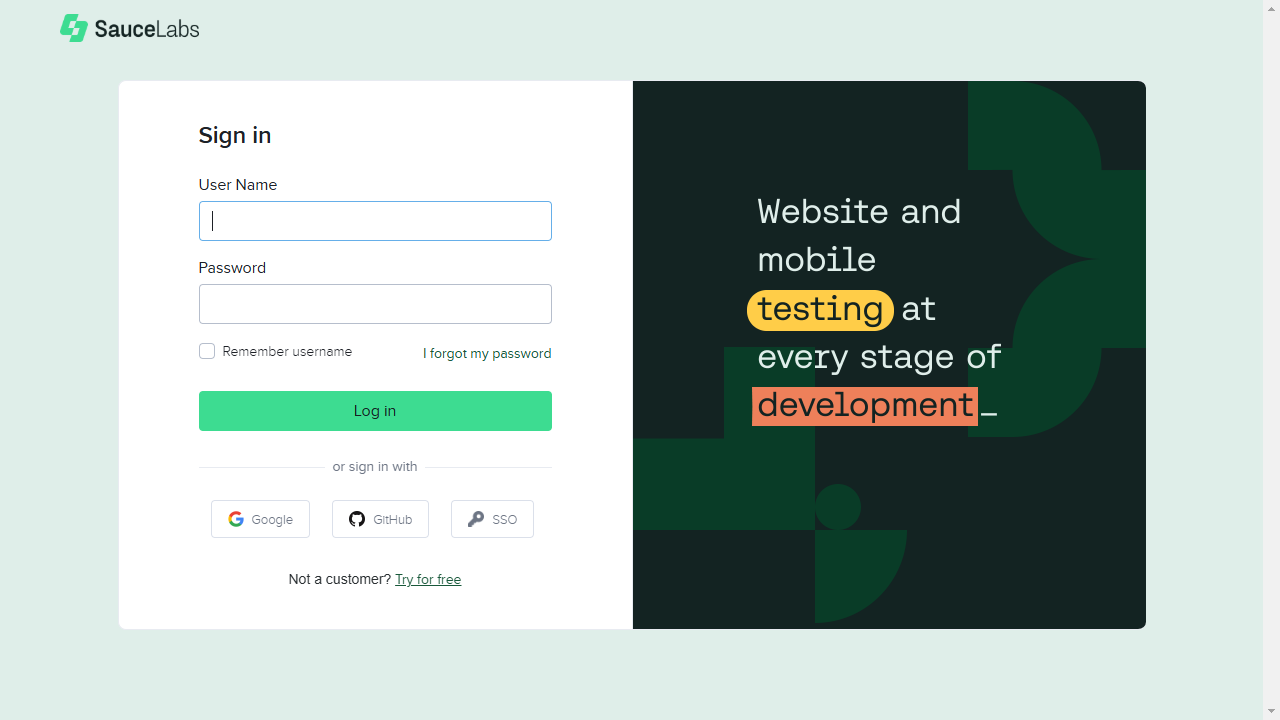 SauceLabs
Sign in
User Name
Password
Remember username
I forgot my password
Log in
or sign in with
Google
GitHub
SSO
Not a customer? Try for free
Website and
mobile
testing at
every stage of
development_